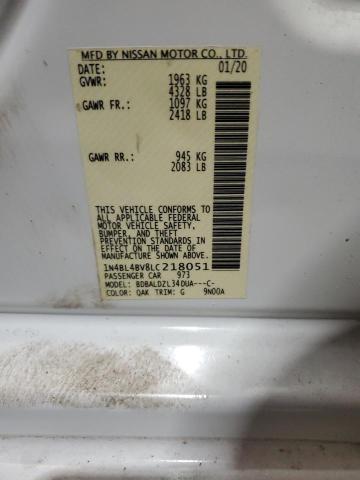 MFD BY NISSAN MOTOR CO., LTD.
DATE: 01/20
GVWR: 1963 KG
4328 LB
GAWR FR.: 1097 KG
2418 LB
GAWR RR.: 945 KG
2083 LB
THIS VEHICLE CONFORMS TO
ALL APPLICABLE FEDERAL
MOTOR VEHICLE SAFETY,
BUMPER, AND THEFT
PREVENTION STANDARDS
IN EFFECT ON THE DATE OF
MANUFACTURE SHOWN ABOVE.
1N4BL4BV8LC218051
PASSENGER CAR 973
MODEL: BDBALDZL34DUA---C-
COLOR: QAK TRIM: G 9N00A